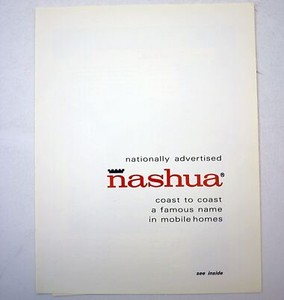 nationally advertised
nashua®
coast to coast
a famous name
in mobile homes
see inside